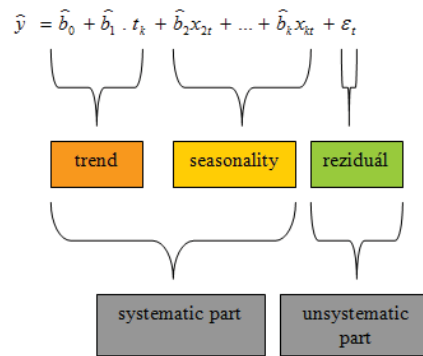 ŷ = b̂₀ + b̂₁ . tₖ + b̂₂x₂ₜ + ... + b̂ₖxₖₜ + εₜ
trend seasonality reziduál
systematic part unsystematic
part